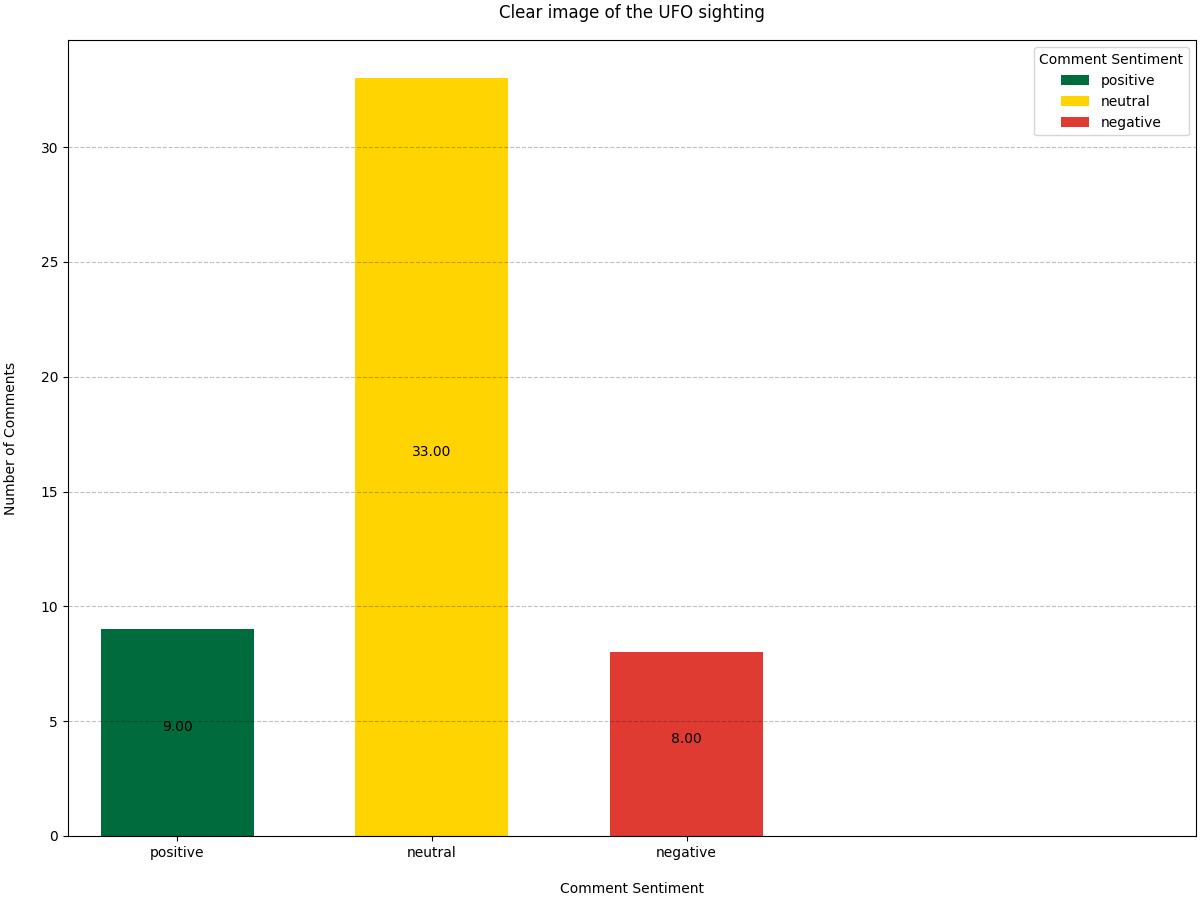 Clear image of the UFO sighting
Comment Sentiment
positive
neutral
negative
Number of Comments
30
25
20
15
10
5
0
33.00
9.00
8.00
positive neutral negative
Comment Sentiment